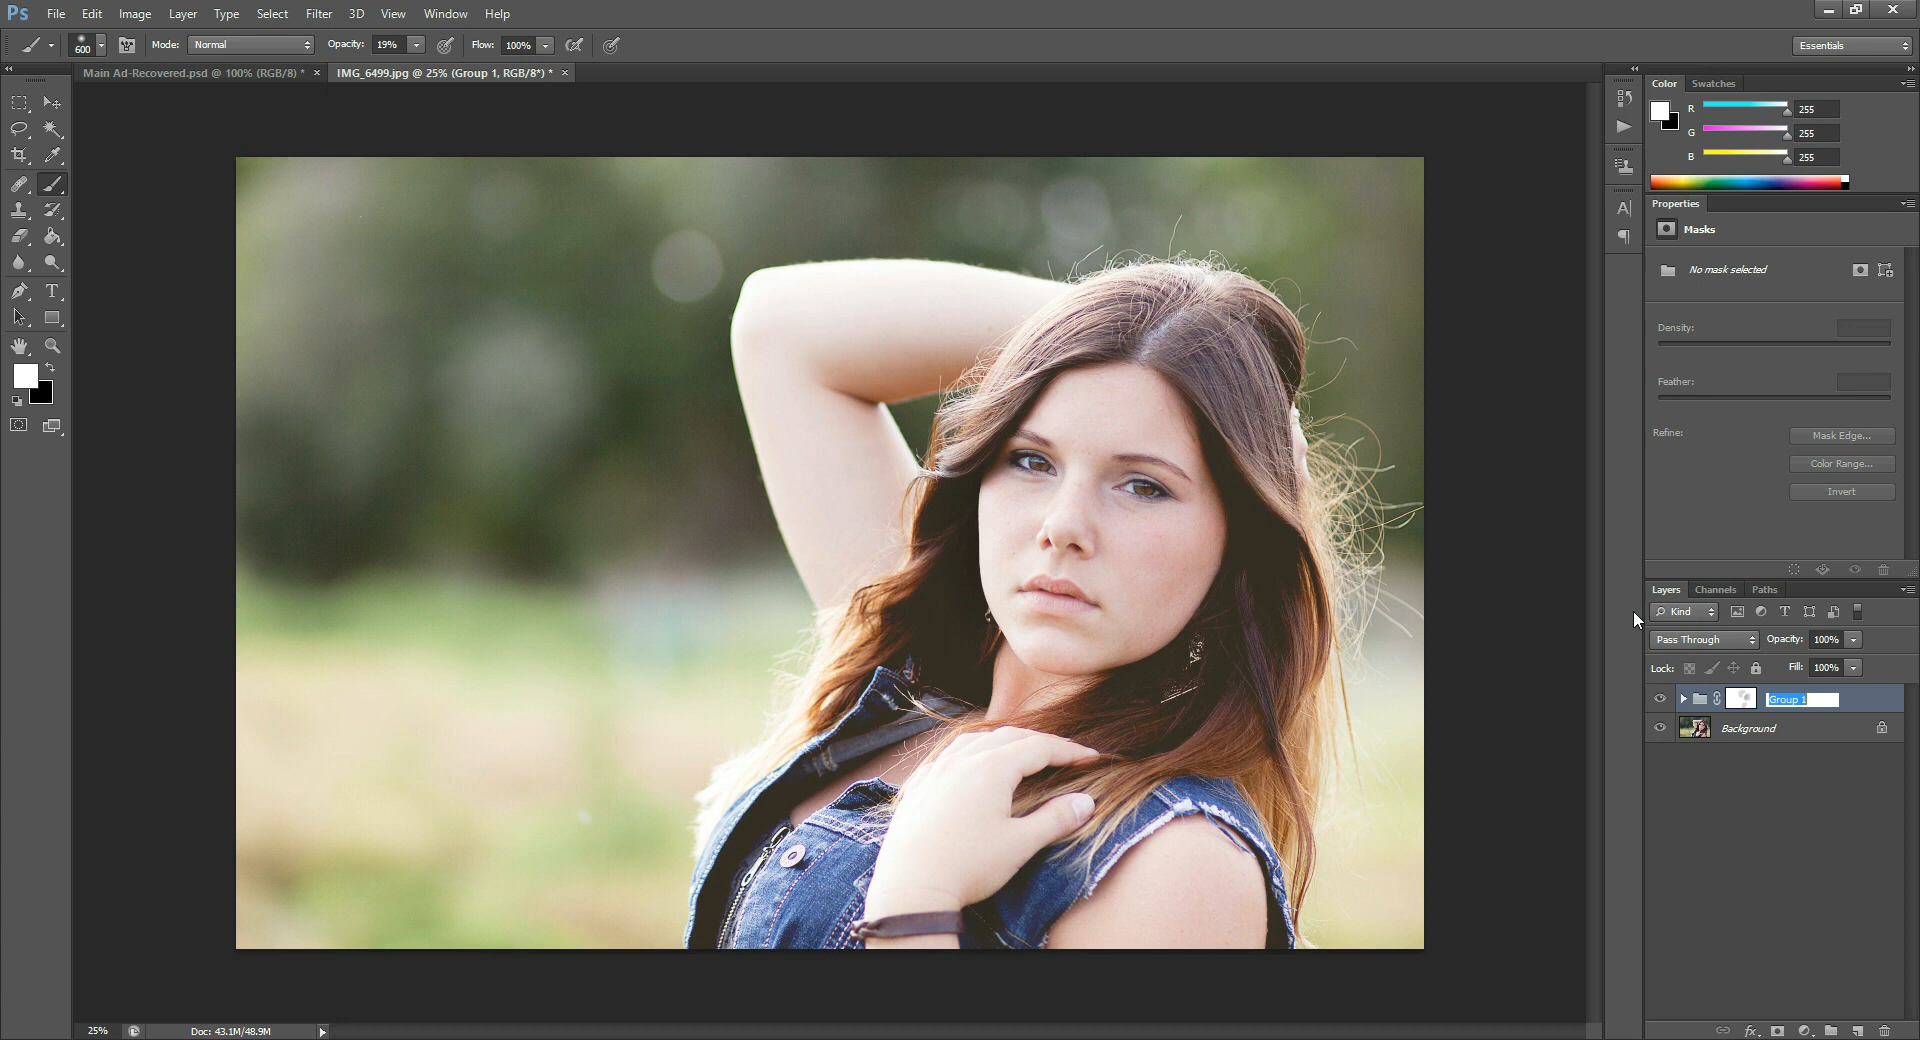 Ps File Edit Image Layer Type Select Filter 3D View Window Help
600 Mode: Normal Opacity: 19% Flow: 100% Essentials
Main Ad-Recovered.psd @ 100% (RGB/8) * × IMG_6499.jpg @ 25% (Group 1, RGB/8*) * ×
Color Swatches
R 255
G 255
B 255
Properties
Masks
No mask selected
Density:
Feather:
Refine: Mask Edge...
Color Range...
Invert
Layers Channels Paths
Kind
Pass Through Opacity: 100%
Lock: Fill: 100%
Group 1
Background
25% Doc: 43.1M/48.9M
fx